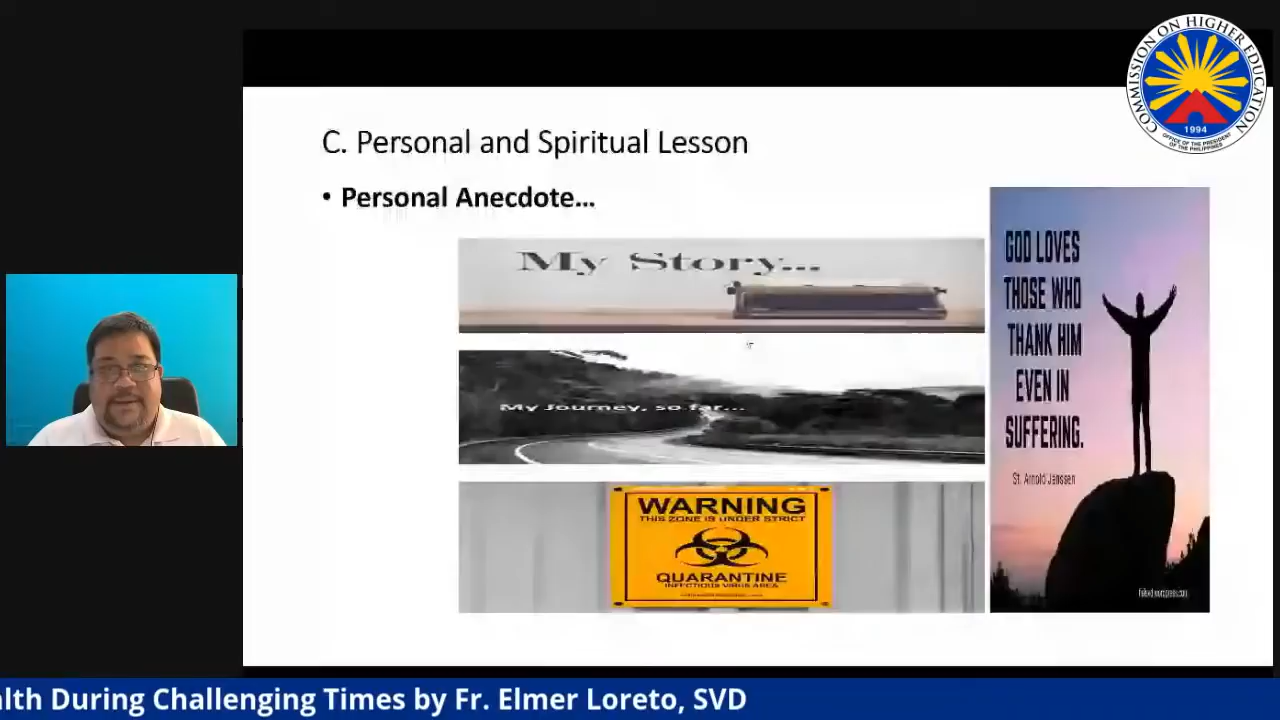 COMMISSION ON HIGHER EDUCATION
1994
OFFICE OF THE PRESIDENT
OF THE PHILIPPINES
C. Personal and Spiritual Lesson
• Personal Anecdote...
My Story...
My Journey, so far...
WARNING
THIS ZONE IS UNDER STRICT
QUARANTINE
INFECTIOUS VIRUS AREA
GOD LOVES
THOSE WHO
THANK HIM
EVEN IN
SUFFERING.
St. Arnold Janssen
alth During Challenging Times by Fr. Elmer Loreto, SVD